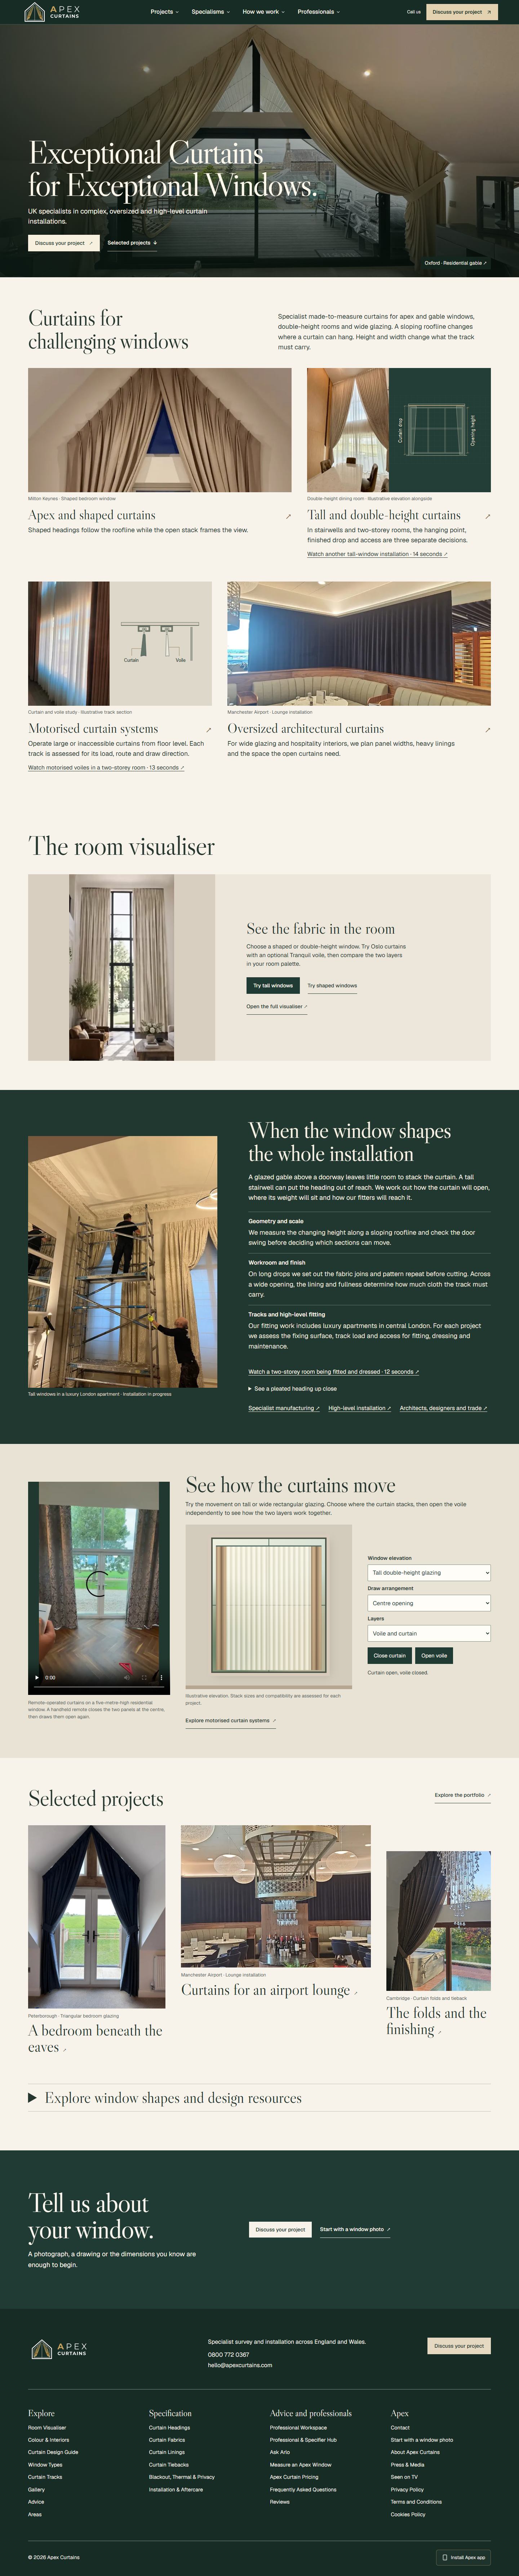 APEX
CURTAINS
Projects
Specialisms
How we work
Professionals
Call us
Discuss your project
Exceptional Curtains
for Exceptional Windows.
UK specialists in complex, oversized and high-level curtain
installations.
Discuss your project
Selected projects
Oxford · Residential gable
Curtains for
challenging windows
Specialist made-to-measure curtains for apex and gable windows,
double-height rooms and wide glazing. A sloping roofline changes
where a curtain can hang. Height and width change what the track
must carry.
Curtain drop
Opening height
Milton Keynes · Shaped bedroom window
Apex and shaped curtains
Shaped headings follow the roofline while the open stack frames the view.
Double-height dining room · Illustrative elevation alongside
Tall and double-height curtains
In stairwells and two-storey rooms, the hanging point,
finished drop and access are three separate decisions.
Watch another tall-window installation · 14 seconds
Curtain
Voile
Curtain and voile study · Illustrative track section
Motorised curtain systems
Operate large or inaccessible curtains from floor level. Each
track is assessed for its load, route and draw direction.
Watch motorised voiles in a two-storey room · 13 seconds
Manchester Airport · Lounge installation
Oversized architectural curtains
For wide glazing and hospitality interiors, we plan panel widths, heavy linings
and the space the open curtains need.
The room visualiser
See the fabric in the room
Choose a shaped or double-height window. Try Oslo curtains
with an optional Tranquil voile, then compare the two layers
in your room palette.
Try tall windows
Try shaped windows
Open the full visualiser
When the window shapes
the whole installation
A glazed gable above a doorway leaves little room to stack the curtain. A tall
stairwell can put the heading out of reach. We work out how the curtain will open,
where its weight will sit and how our fitters will reach it.
Geometry and scale
We measure the changing height along a sloping roofline and check the door
swing before deciding which sections can move.
Workroom and finish
On long drops we set out the fabric joins and pattern repeat before cutting. Across
a wide opening, the lining and fullness determine how much cloth the track must
carry.
Tracks and high-level fitting
Our fitting work includes luxury apartments in central London. For each project
we assess the fixing surface, track load and access for fitting, dressing and
maintenance.
Watch a two-storey room being fitted and dressed · 12 seconds
See a pleated heading up close
Specialist manufacturing
High-level installation
Architects, designers and trade
Tall windows in a luxury London apartment · Installation in progress
See how the curtains move
Try the movement on tall or wide rectangular glazing. Choose where the curtain stacks, then open the voile
independently to see how the two layers work together.
0:00
Remote-operated curtains on a five-metre-high residential
window. A handheld remote closes the two panels at the centre,
then draws them open again.
Illustrative elevation. Stack sizes and compatibility are assessed for each
project.
Explore motorised curtain systems
Window elevation
Tall double-height glazing
Draw arrangement
Centre opening
Layers
Voile and curtain
Close curtain
Open voile
Curtain open, voile closed.
Selected projects
Explore the portfolio
Peterborough · Triangular bedroom glazing
A bedroom beneath the
eaves
Manchester Airport · Lounge installation
Curtains for an airport lounge
Cambridge · Curtain folds and tieback
The folds and the
finishing
Explore window shapes and design resources
Tell us about
your window.
A photograph, a drawing or the dimensions you know are
enough to begin.
Discuss your project
Start with a window photo
APEX
CURTAINS
Specialist survey and installation across England and Wales.
0800 772 0367
hello@apexcurtains.com
Discuss your project
Explore
Room Visualiser
Colour & Interiors
Curtain Design Guide
Window Types
Curtain Tracks
Gallery
Advice
Areas
Specification
Curtain Headings
Curtain Fabrics
Curtain Linings
Curtain Tiebacks
Blackout, Thermal & Privacy
Installation & Aftercare
Advice and professionals
Professional Workspace
Professional & Specifier Hub
Ask Arlo
Measure an Apex Window
Apex Curtain Pricing
Frequently Asked Questions
Reviews
Apex
Contact
Start with a window photo
About Apex Curtains
Press & Media
Seen on TV
Privacy Policy
Terms and Conditions
Cookies Policy
© 2026 Apex Curtains
Install Apex app